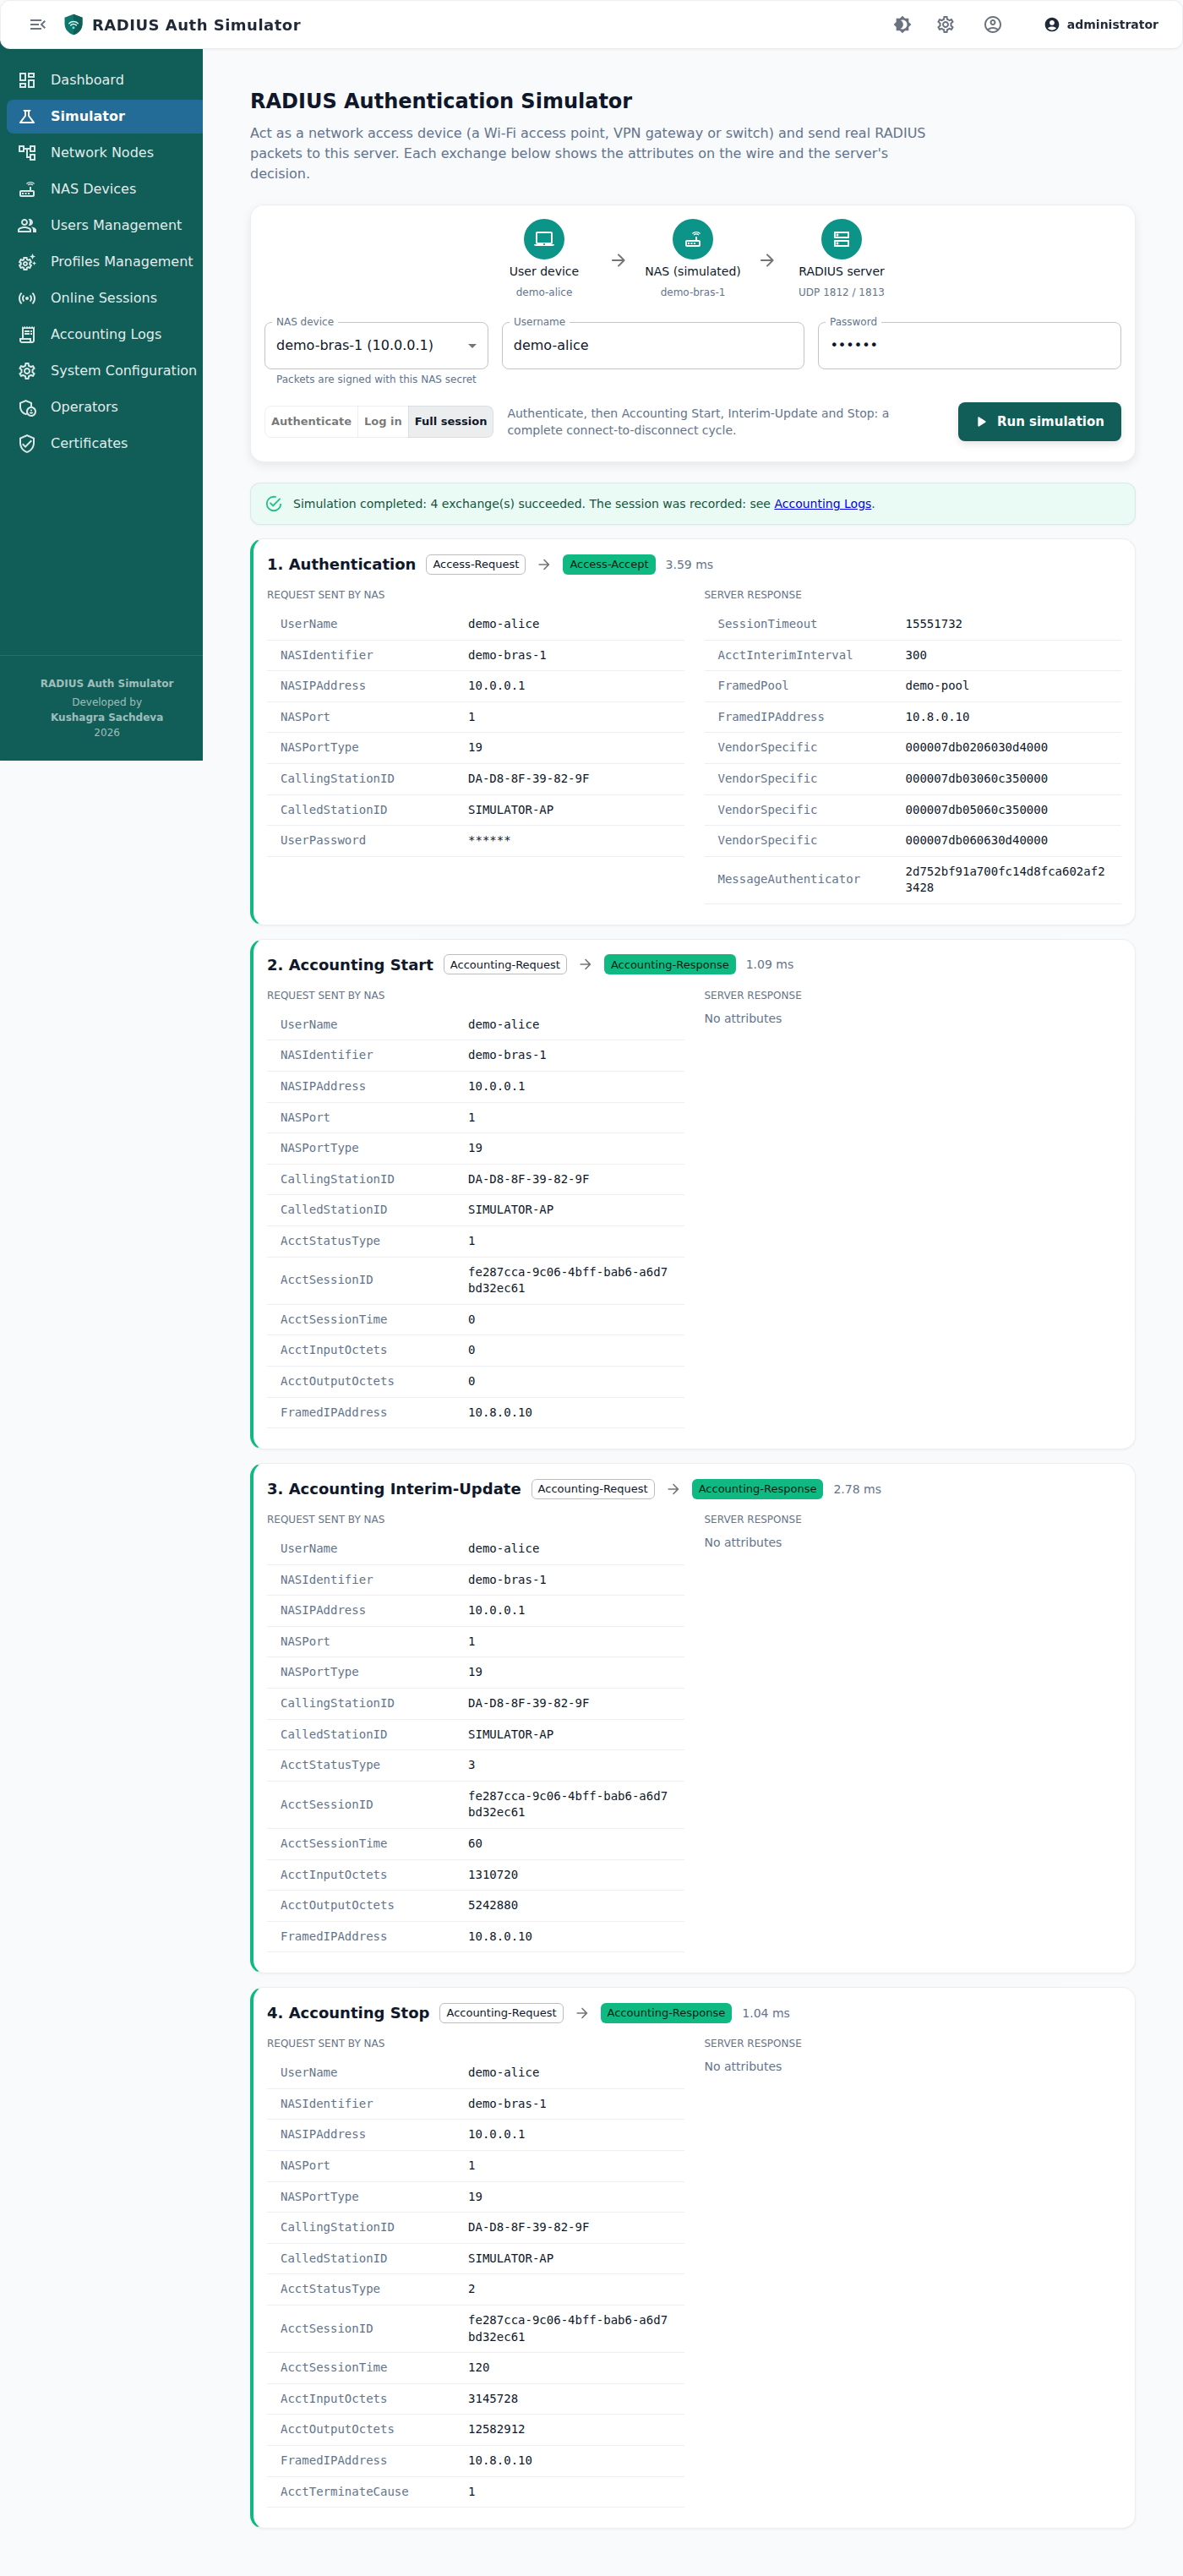 RADIUS Auth Simulator
administrator
Dashboard
Simulator
Network Nodes
NAS Devices
Users Management
Profiles Management
Online Sessions
Accounting Logs
System Configuration
Operators
Certificates
RADIUS Auth Simulator
Developed by
Kushagra Sachdeva
2026
RADIUS Authentication Simulator
Act as a network access device (a Wi-Fi access point, VPN gateway or switch) and send real RADIUS
packets to this server. Each exchange below shows the attributes on the wire and the server's
decision.
User device
demo-alice
NAS (simulated)
demo-bras-1
RADIUS server
UDP 1812 / 1813
NAS device
demo-bras-1 (10.0.0.1)
Packets are signed with this NAS secret
Username
demo-alice
Password
••••••
Authenticate Log in Full session
Authenticate, then Accounting Start, Interim-Update and Stop: a
complete connect-to-disconnect cycle.
Run simulation
Simulation completed: 4 exchange(s) succeeded. The session was recorded: see Accounting Logs.
1. Authentication Access-Request Access-Accept 3.59 ms
REQUEST SENT BY NAS
UserName demo-alice
NASIdentifier demo-bras-1
NASIPAddress 10.0.0.1
NASPort 1
NASPortType 19
CallingStationID DA-D8-8F-39-82-9F
CalledStationID SIMULATOR-AP
UserPassword ******
SERVER RESPONSE
SessionTimeout 15551732
AcctInterimInterval 300
FramedPool demo-pool
FramedIPAddress 10.8.0.10
VendorSpecific 000007db0206030d4000
VendorSpecific 000007db03060c350000
VendorSpecific 000007db05060c350000
VendorSpecific 000007db060630d40000
MessageAuthenticator 2d752bf91a700fc14d8fca602af2
3428
2. Accounting Start Accounting-Request Accounting-Response 1.09 ms
REQUEST SENT BY NAS
UserName demo-alice
NASIdentifier demo-bras-1
NASIPAddress 10.0.0.1
NASPort 1
NASPortType 19
CallingStationID DA-D8-8F-39-82-9F
CalledStationID SIMULATOR-AP
AcctStatusType 1
AcctSessionID fe287cca-9c06-4bff-bab6-a6d7
bd32ec61
AcctSessionTime 0
AcctInputOctets 0
AcctOutputOctets 0
FramedIPAddress 10.8.0.10
SERVER RESPONSE
No attributes
3. Accounting Interim-Update Accounting-Request Accounting-Response 2.78 ms
REQUEST SENT BY NAS
UserName demo-alice
NASIdentifier demo-bras-1
NASIPAddress 10.0.0.1
NASPort 1
NASPortType 19
CallingStationID DA-D8-8F-39-82-9F
CalledStationID SIMULATOR-AP
AcctStatusType 3
AcctSessionID fe287cca-9c06-4bff-bab6-a6d7
bd32ec61
AcctSessionTime 60
AcctInputOctets 1310720
AcctOutputOctets 5242880
FramedIPAddress 10.8.0.10
SERVER RESPONSE
No attributes
4. Accounting Stop Accounting-Request Accounting-Response 1.04 ms
REQUEST SENT BY NAS
UserName demo-alice
NASIdentifier demo-bras-1
NASIPAddress 10.0.0.1
NASPort 1
NASPortType 19
CallingStationID DA-D8-8F-39-82-9F
CalledStationID SIMULATOR-AP
AcctStatusType 2
AcctSessionID fe287cca-9c06-4bff-bab6-a6d7
bd32ec61
AcctSessionTime 120
AcctInputOctets 3145728
AcctOutputOctets 12582912
FramedIPAddress 10.8.0.10
AcctTerminateCause 1
SERVER RESPONSE
No attributes